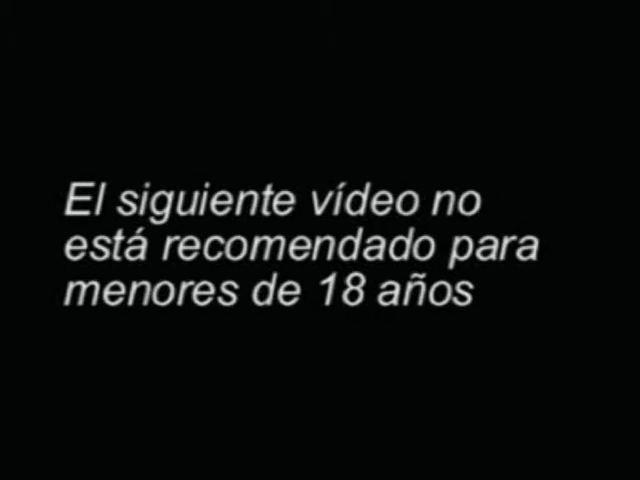 El siguiente vídeo no
está recomendado para
menores de 18 años